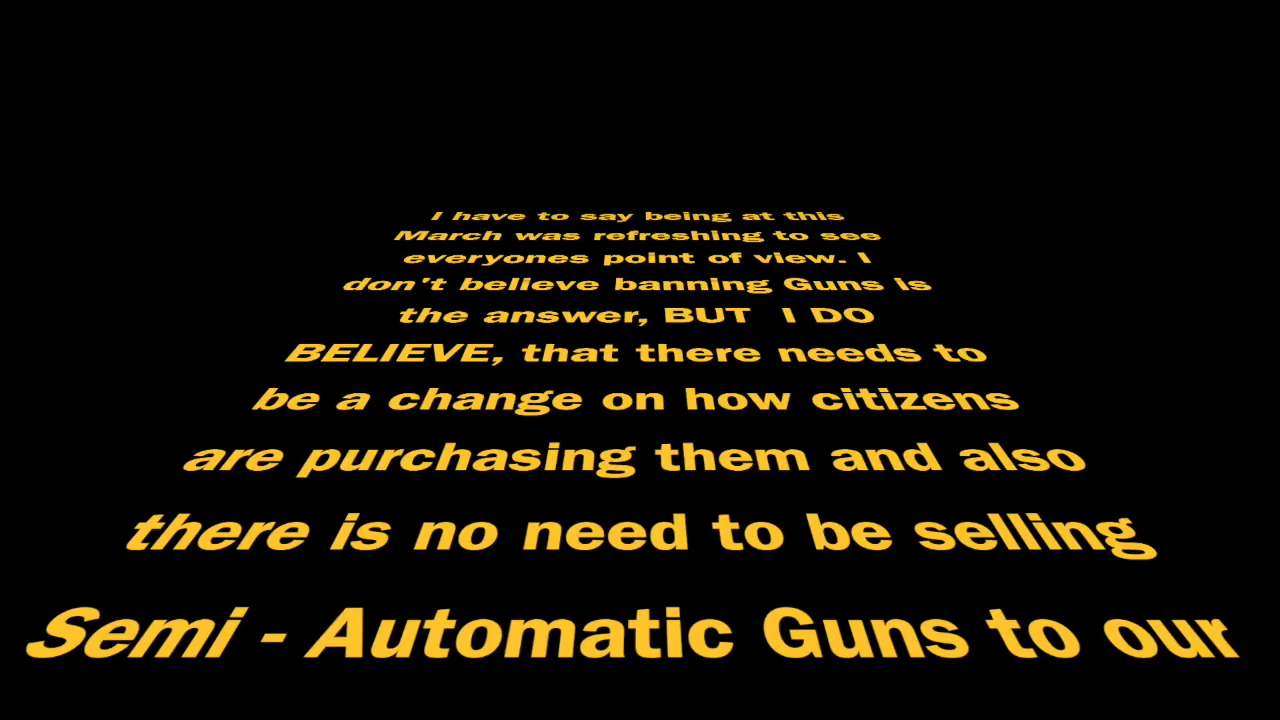 I have to say being at this
March was refreshing to see
everyones point of view. I
don't believe banning Guns is
the answer, BUT  I DO
BELIEVE, that there needs to
be a change on how citizens
are purchasing them and also
there is no need to be selling
Semi - Automatic Guns to our